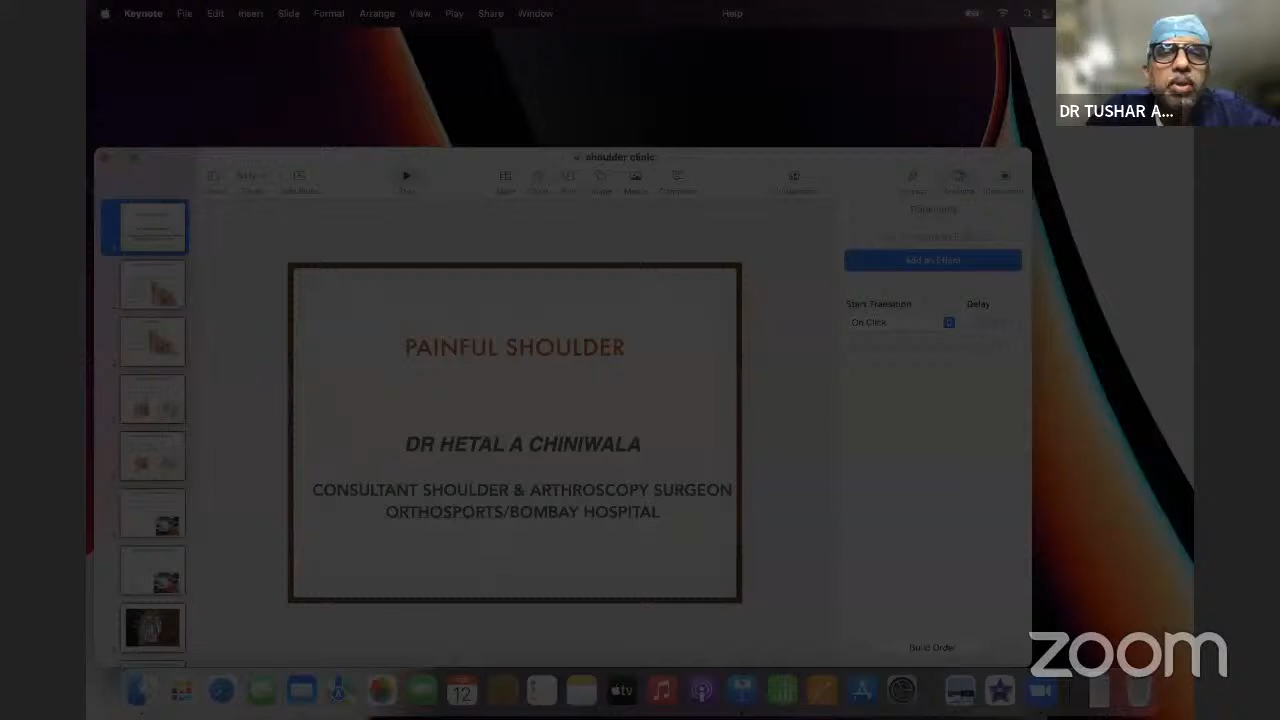 Keynote File Edit Insert Slide Format Arrange View Play Share Window Help
DR TUSHAR A...
shoulder clinic
Add an Effect
Start Transition Delay
On Click
PAINFUL SHOULDER
DR HETAL A CHINIWALA
CONSULTANT SHOULDER & ARTHROSCOPY SURGEON
ORTHOSPORTS/BOMBAY HOSPITAL
Build Order
zoom
12
tv